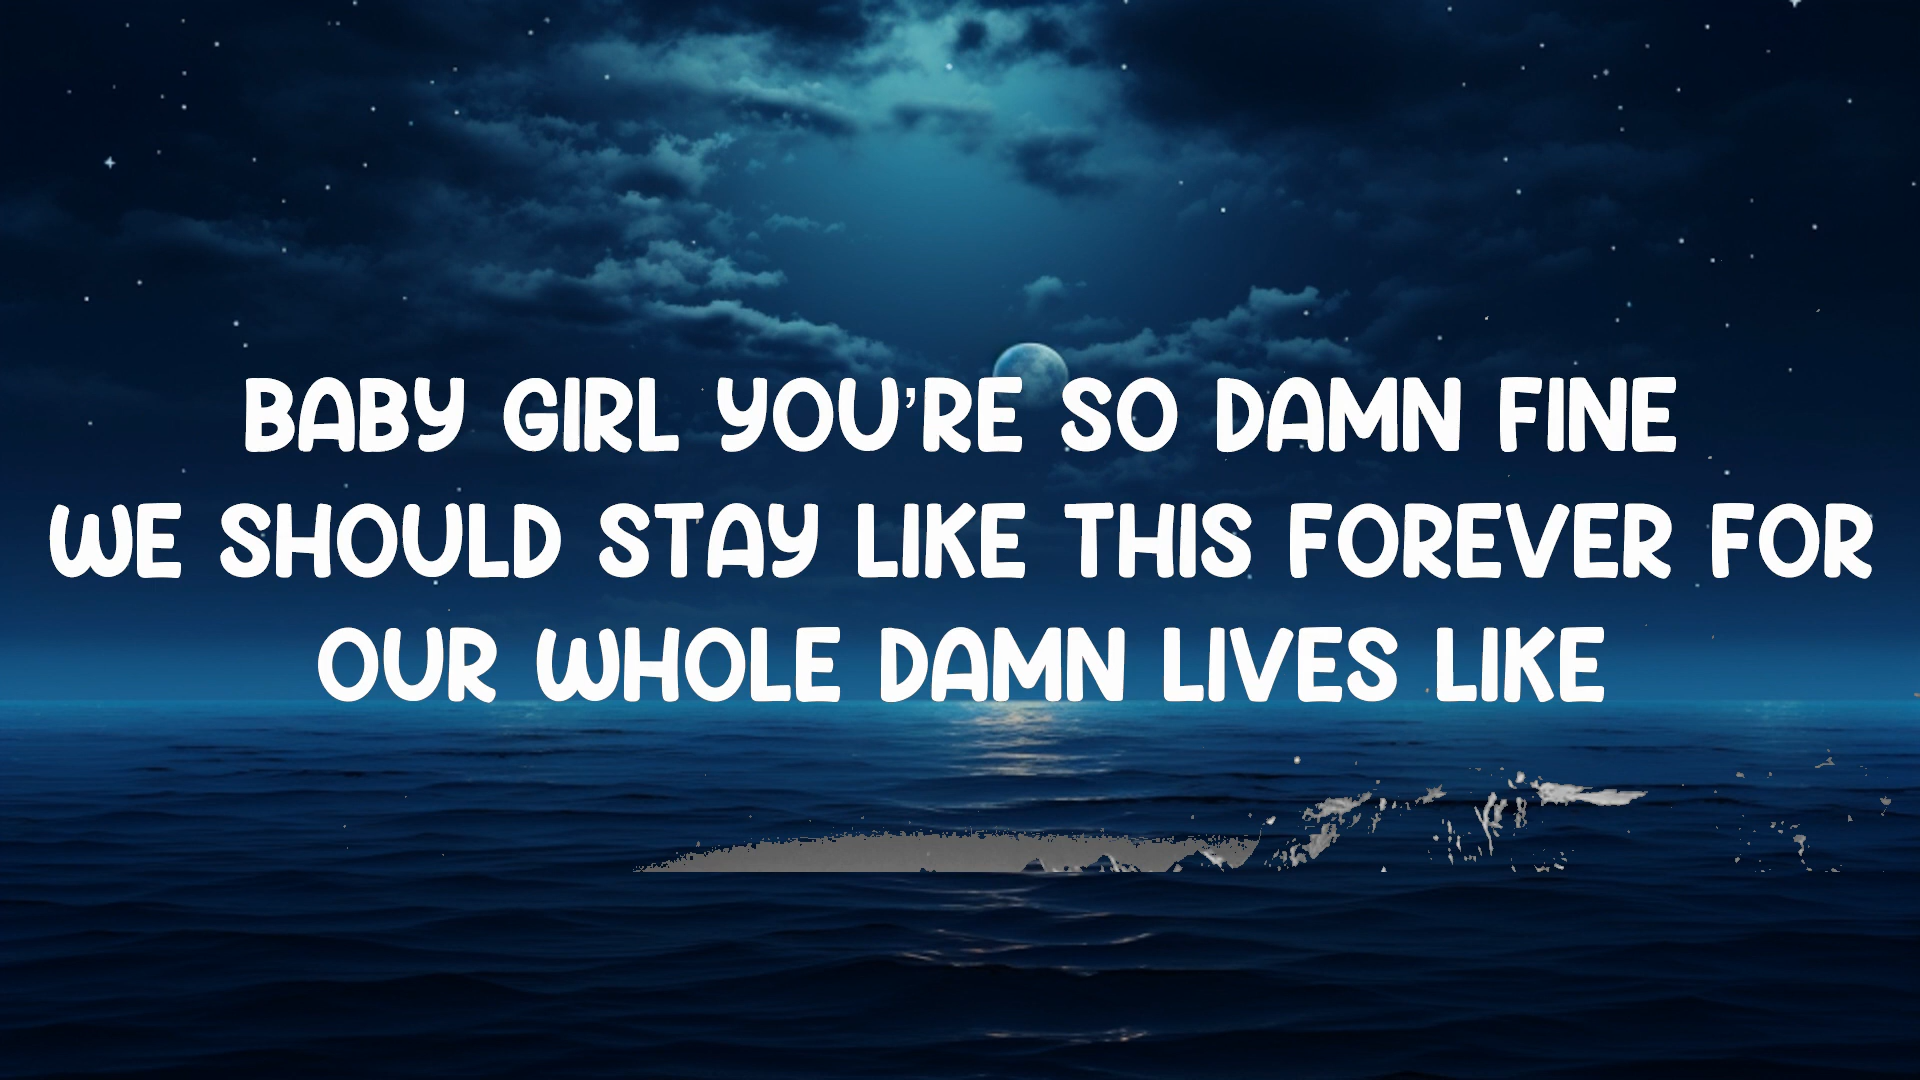 BABY GIRL YOU'RE SO DAMN FINE
WE SHOULD STAY LIKE THIS FOREVER FOR
OUR WHOLE DAMN LIVES LIKE